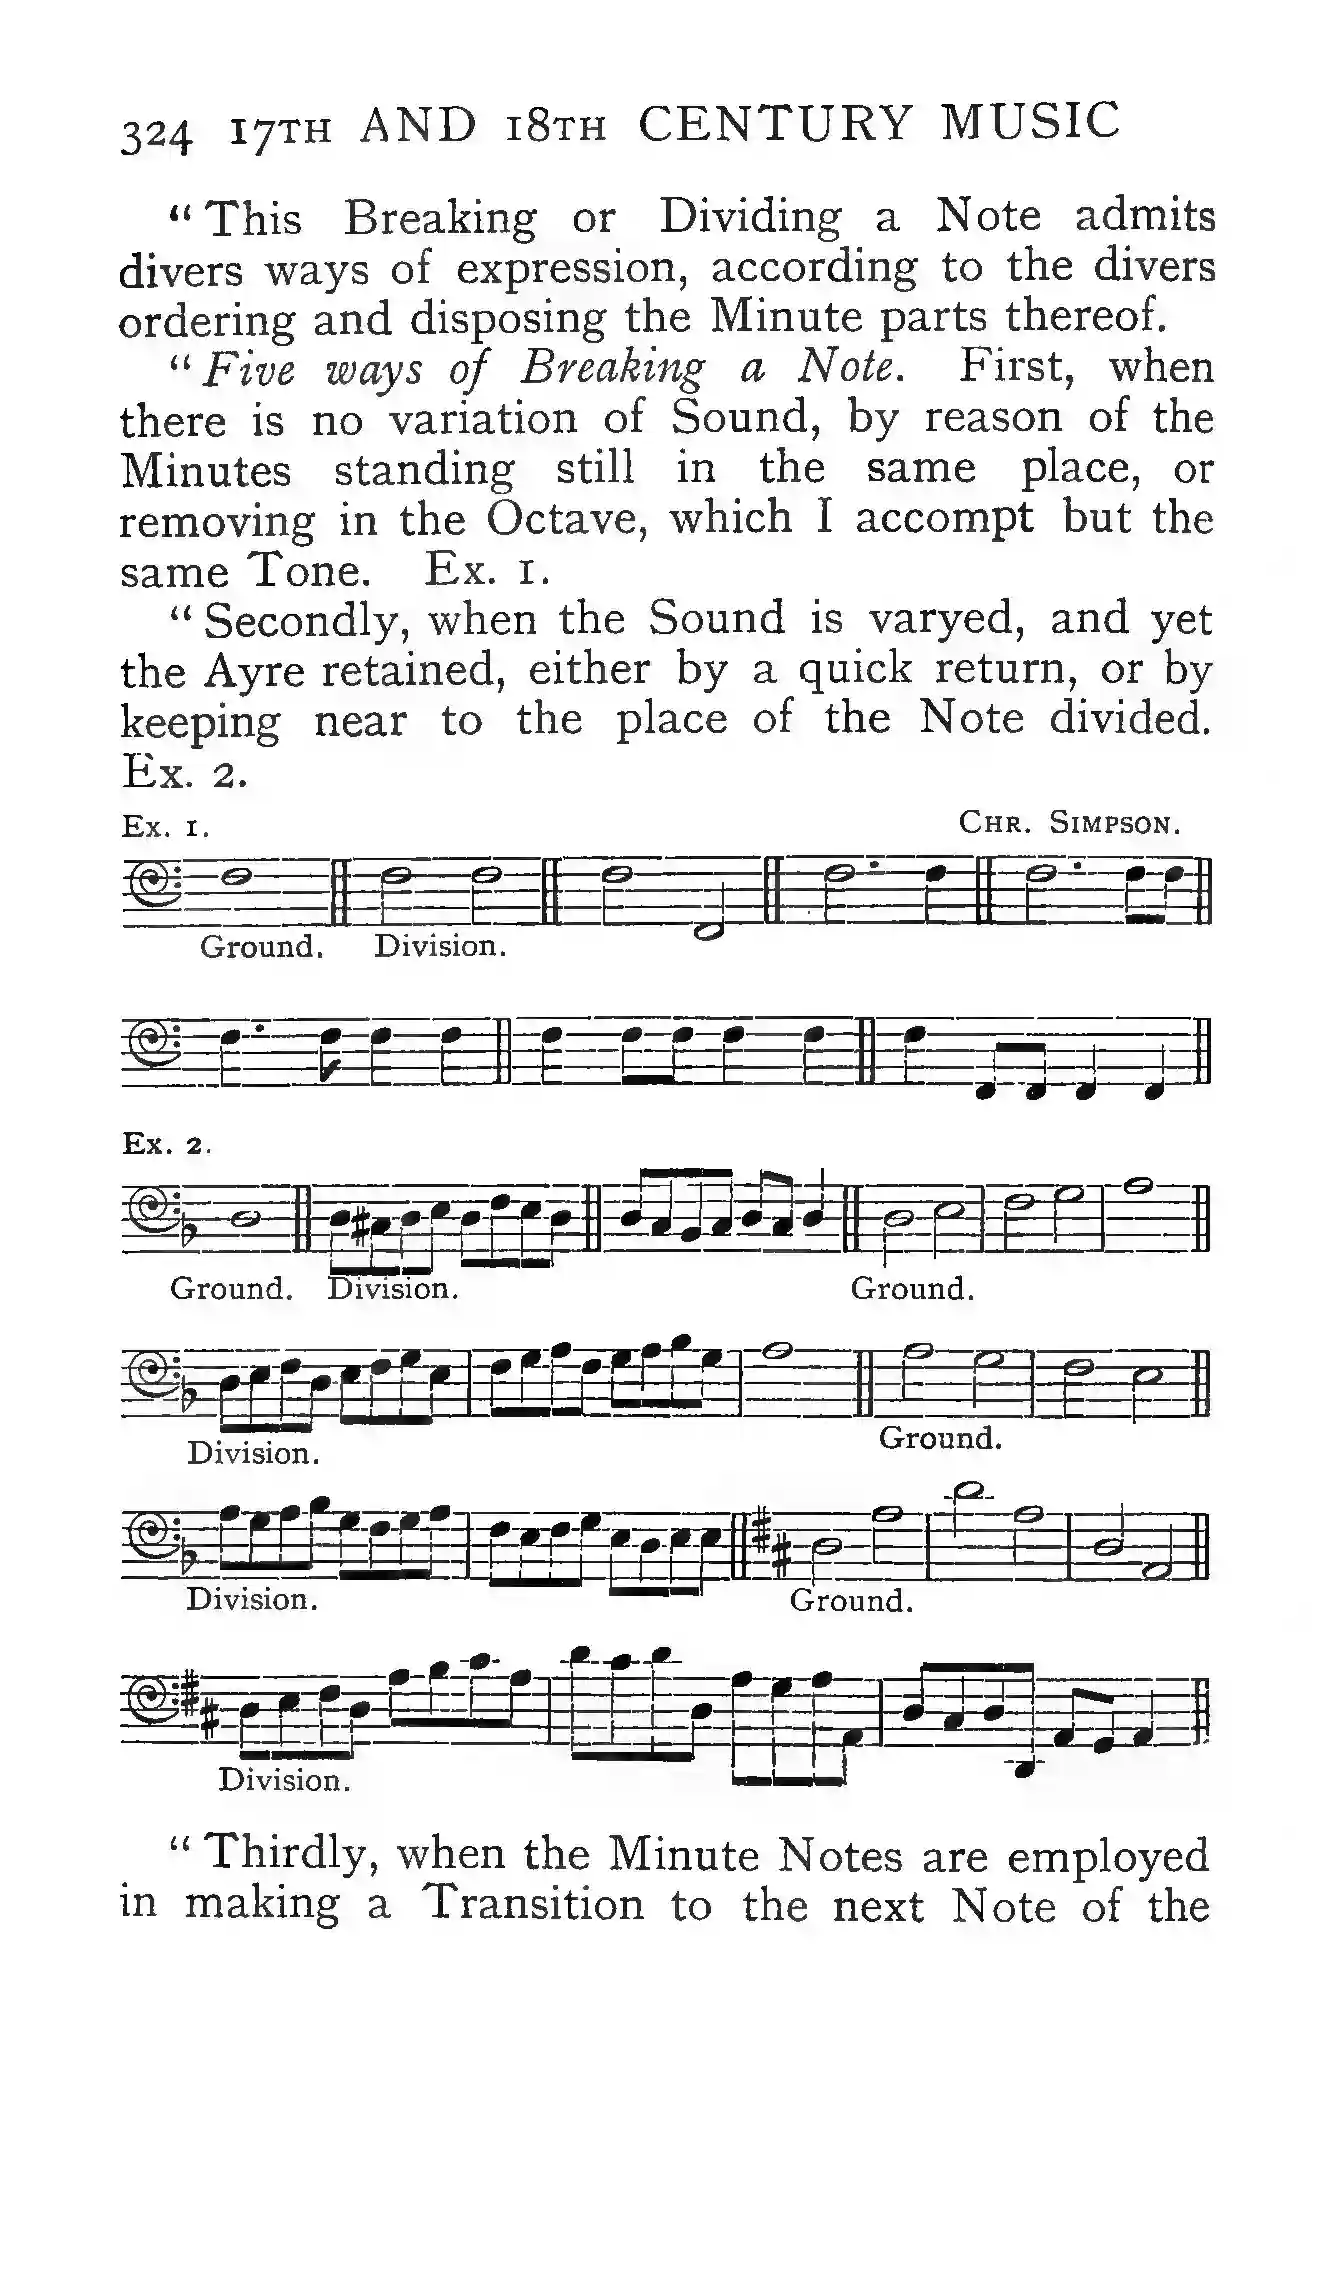 324 17TH AND 18TH CENTURY MUSIC
“This Breaking or Dividing a Note admits
divers ways of expression, according to the divers
ordering and disposing the Minute parts thereof.
“Five ways of Breaking a Note. First, when
there is no variation of Sound, by reason of the
Minutes standing still in the same place, or
removing in the Octave, which I accompt but the
same Tone. Ex. 1.
“Secondly, when the Sound is varyed, and yet
the Ayre retained, either by a quick return, or by
keeping near to the place of the Note divided.
Ex. 2.
Ex. 1. CHR. SIMPSON.
Ground. Division.
Ex. 2.
Ground. Division. Ground.
Division. Ground.
Division. Ground.
Division.
“Thirdly, when the Minute Notes are employed
in making a Transition to the next Note of the